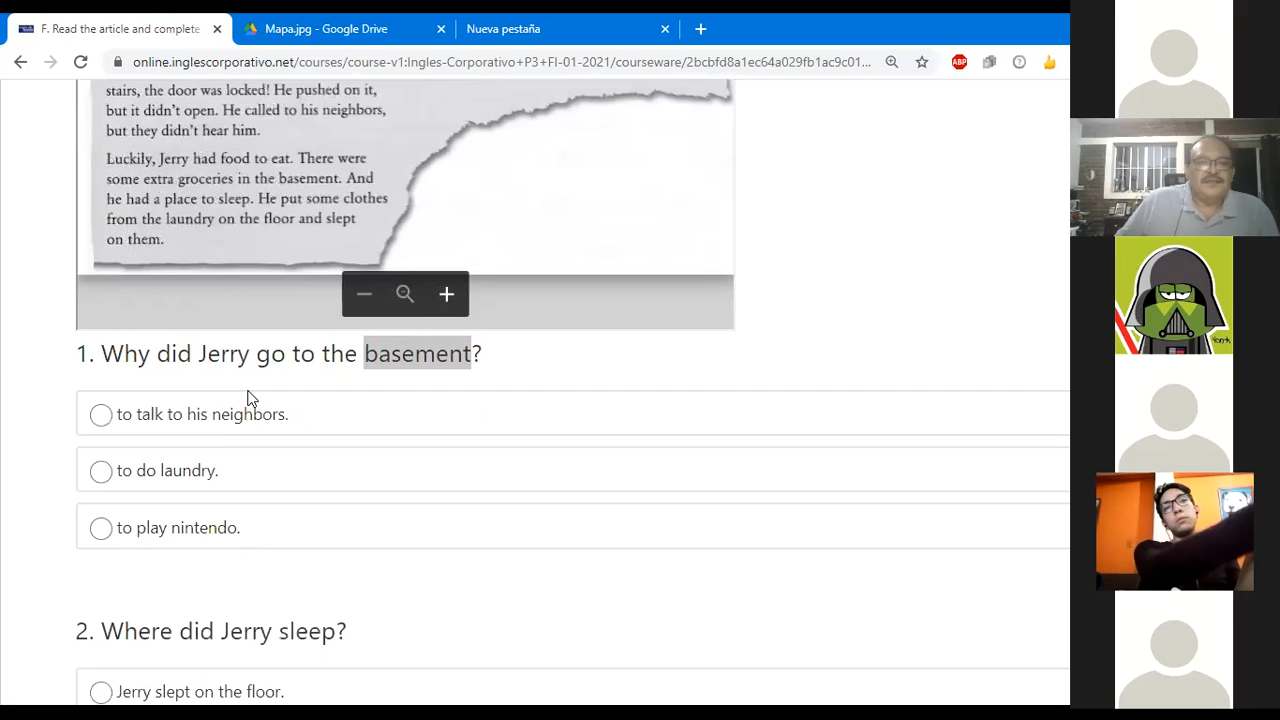 F. Read the article and complete
Mapa.jpg - Google Drive
Nueva pestaña
online.inglescorporativo.net/courses/course-v1:Ingles-Corporativo+P3+FI-01-2021/courseware/2bcbfd8a1ec64a029fb1ac9c01...
ABP
stairs, the door was locked! He pushed on it,
but it didn't open. He called to his neighbors,
but they didn't hear him.
Luckily, Jerry had food to eat. There were
some extra groceries in the basement. And
he had a place to sleep. He put some clothes
from the laundry on the floor and slept
on them.
1. Why did Jerry go to the basement?
to talk to his neighbors.
to do laundry.
to play nintendo.
2. Where did Jerry sleep?
Jerry slept on the floor.